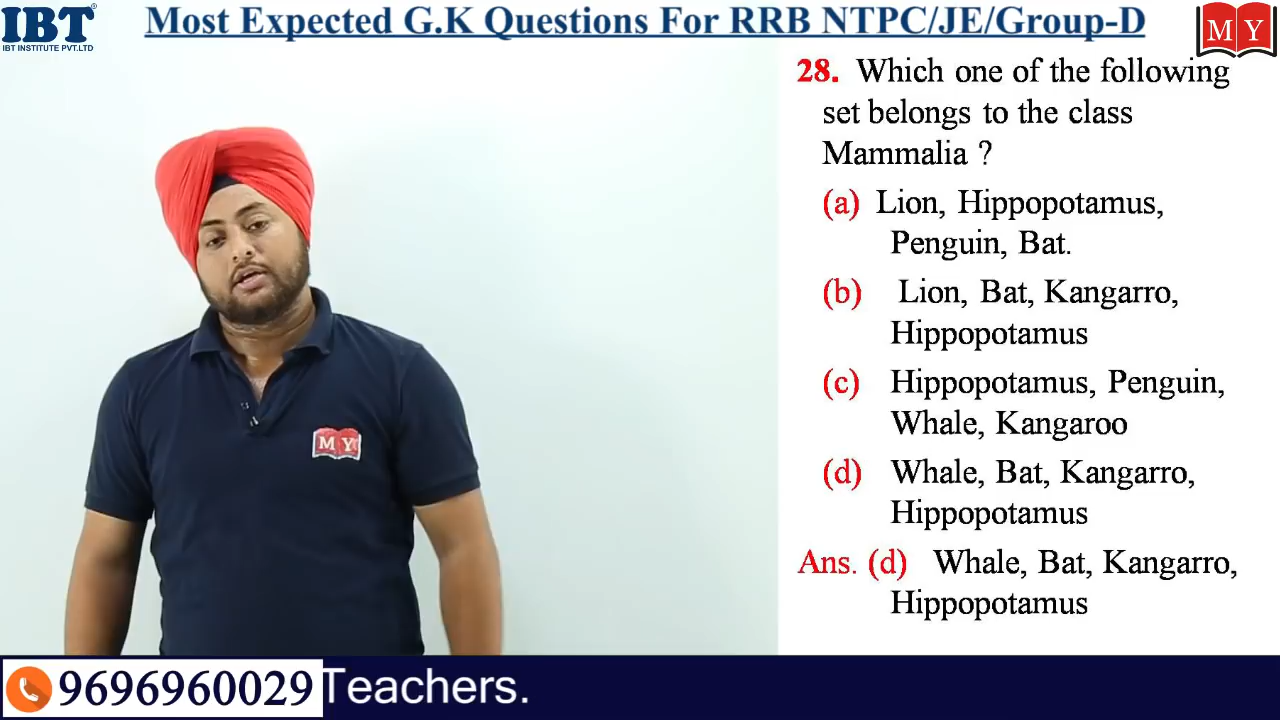 IBT
®
IBT INSTITUTE PVT.LTD
Most Expected G.K Questions For RRB NTPC/JE/Group-D
M Y
28. Which one of the following
set belongs to the class
Mammalia ?
(a) Lion, Hippopotamus,
Penguin, Bat.
(b) Lion, Bat, Kangarro,
Hippopotamus
(c) Hippopotamus, Penguin,
Whale, Kangaroo
(d) Whale, Bat, Kangarro,
Hippopotamus
Ans. (d) Whale, Bat, Kangarro,
Hippopotamus
M Y
9696960029 Teachers.